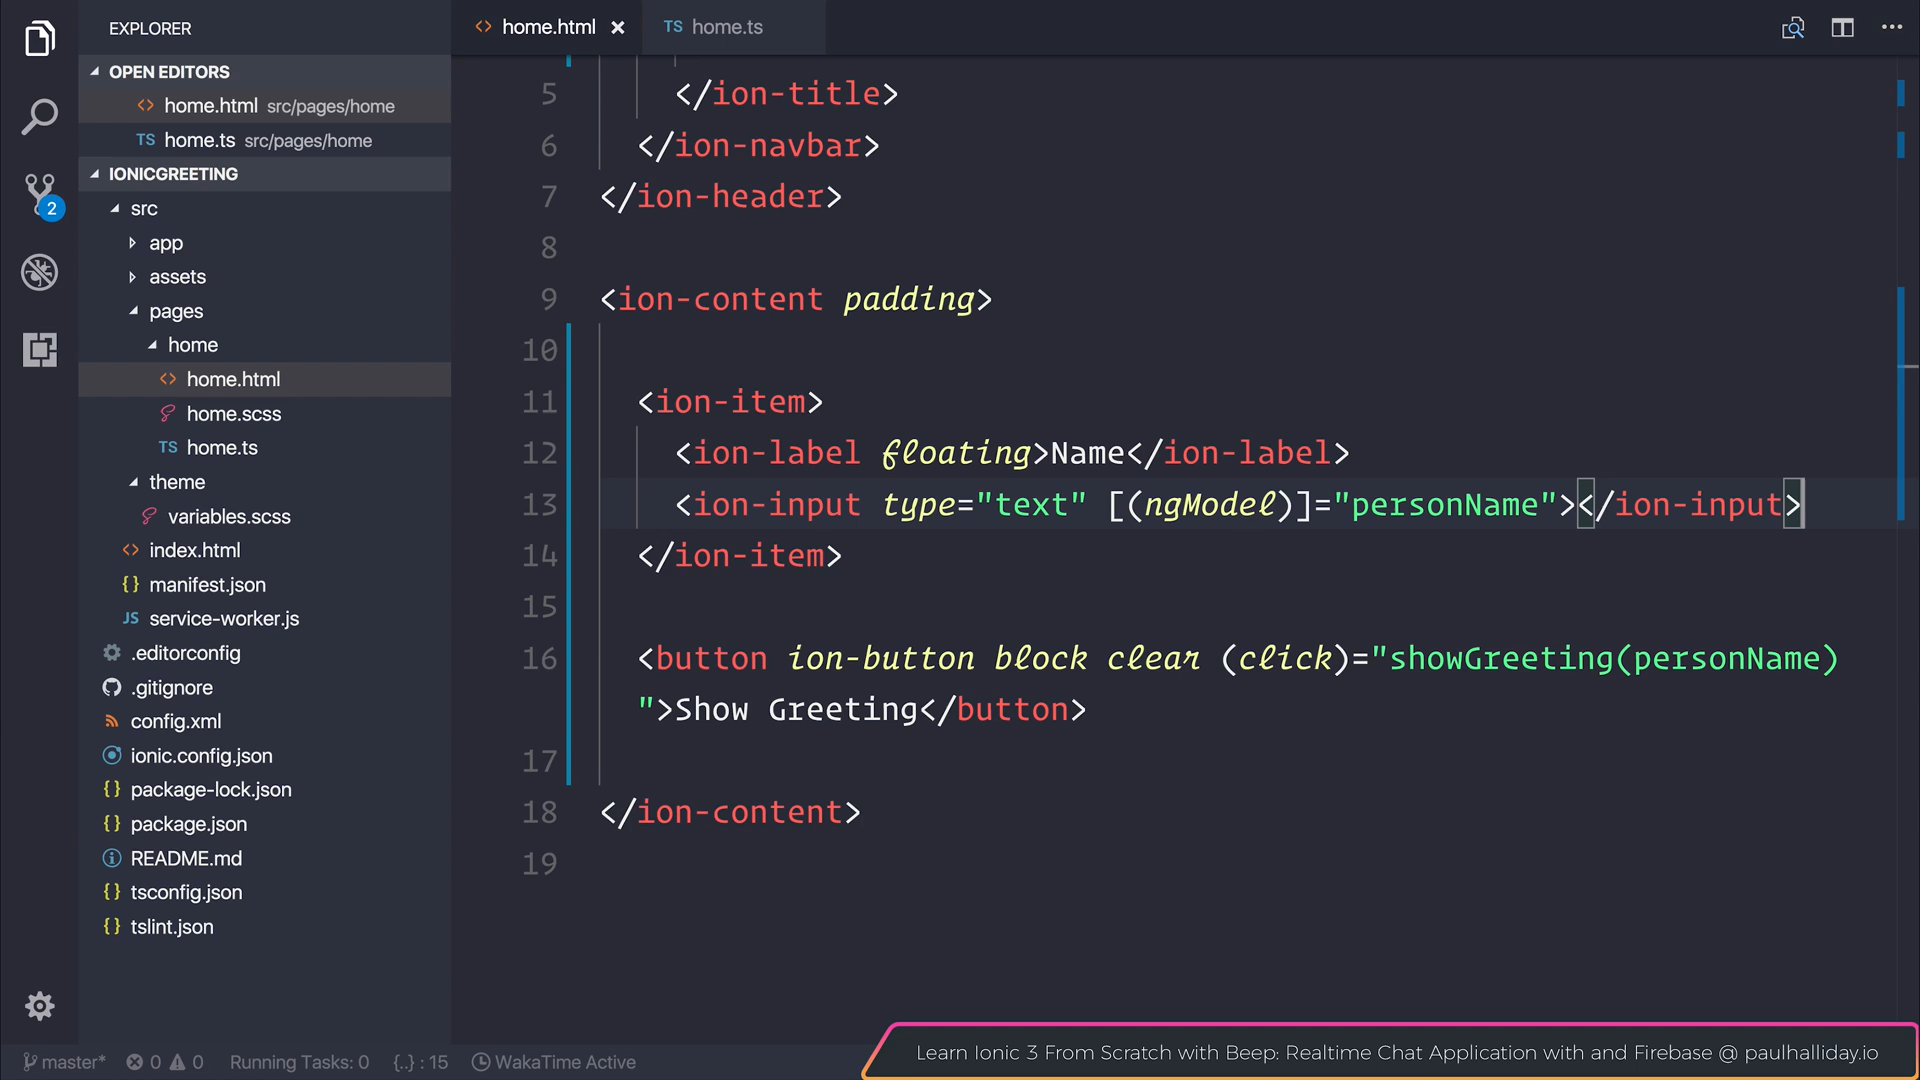 EXPLORER
OPEN EDITORS
home.html src/pages/home
TS home.ts src/pages/home
IONICGREETING
src
app
assets
pages
home
home.html
home.scss
TS home.ts
theme
variables.scss
index.html
{} manifest.json
JS service-worker.js
.editorconfig
.gitignore
config.xml
ionic.config.json
{} package-lock.json
{} package.json
README.md
{} tsconfig.json
{} tslint.json
2
<> home.html ×
TS home.ts
5 </ion-title>
6 </ion-navbar>
7 </ion-header>
8
9 <ion-content padding>
10
11 <ion-item>
12 <ion-label floating>Name</ion-label>
13 <ion-input type="text" [(ngModel)]="personName"></ion-input>
14 </ion-item>
15
16 <button ion-button block clear (click)="showGreeting(personName)
">Show Greeting</button>
17
18 </ion-content>
19
master* 0 0 Running Tasks: 0 {..} : 15 WakaTime Active
Learn Ionic 3 From Scratch with Beep: Realtime Chat Application with and Firebase @ paulhalliday.io